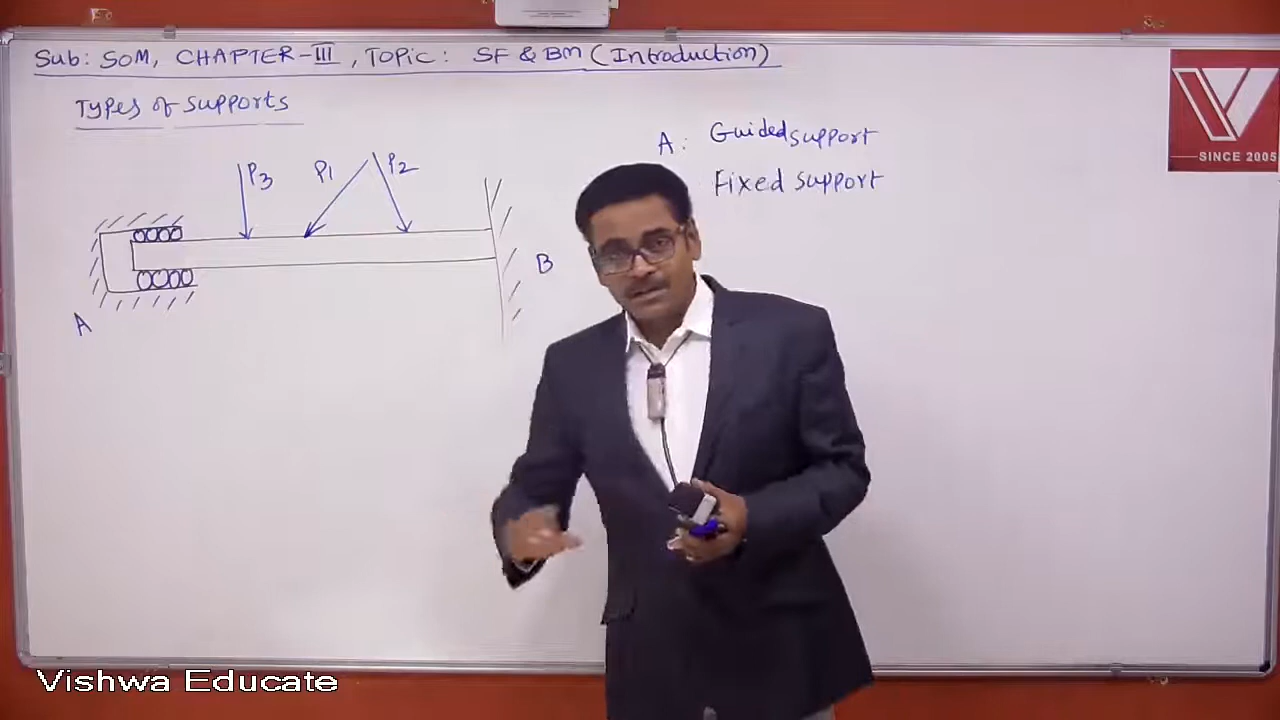 Sub: SOM, CHAPTER-III, TOPIC: SF & BM (Introduction)
Types of Supports
A: Guided support
Fixed support
P3 P1 P2
B
A
SINCE 2005
Vishwa Educate